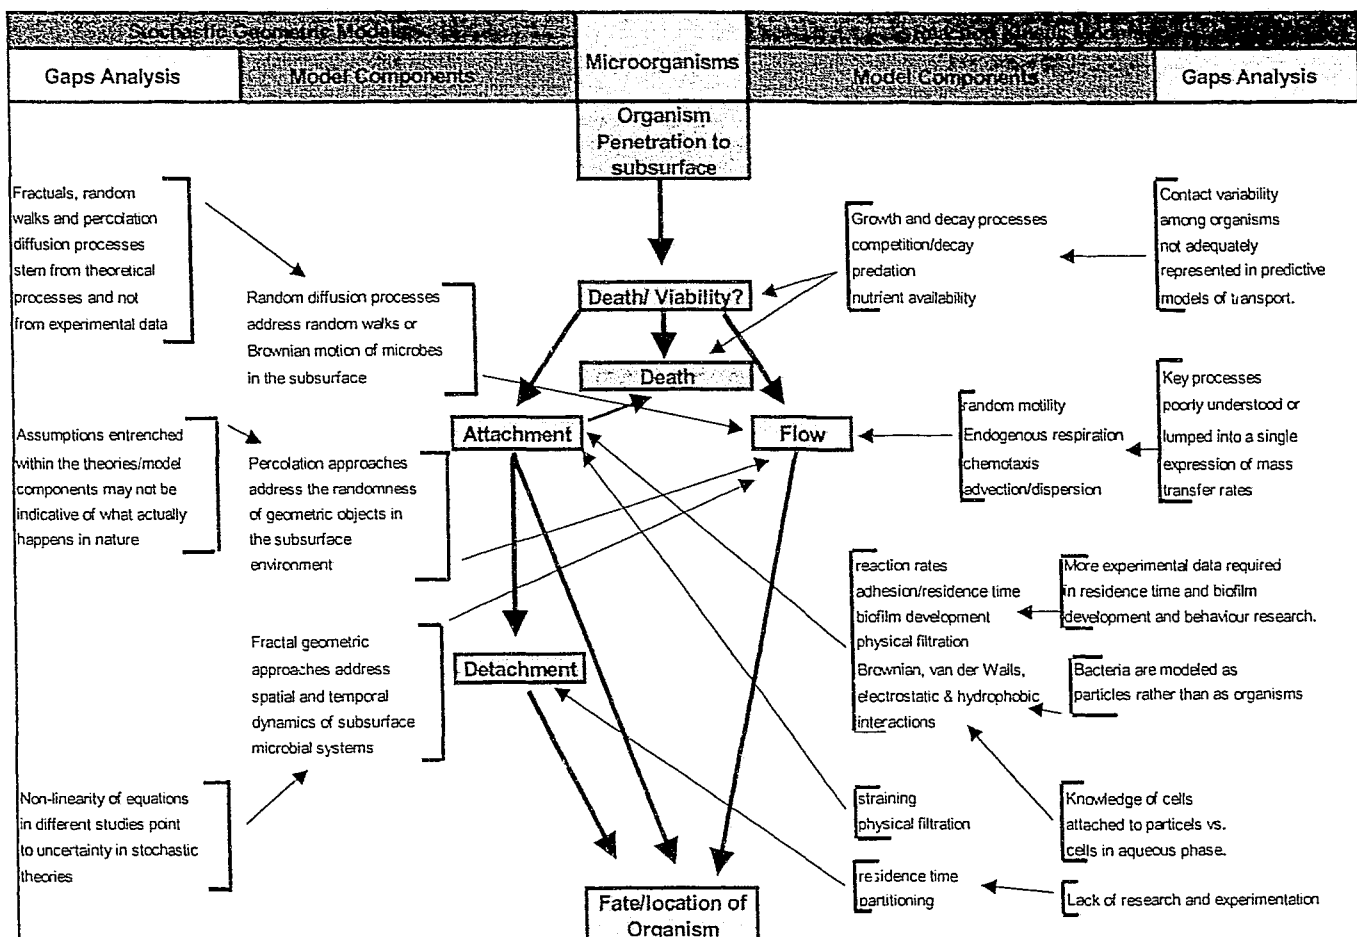 Stochastic Geometric Models
Microorganisms
Gaps Analysis
Model Components
Model Components
Gaps Analysis
Organism
Penetration to
subsurface
Fractuals, random
walks and percolation
diffusion processes
stem from theoretical
processes and not
from experimental data
Random diffusion processes
address random walks or
Brownian motion of microbes
in the subsurface
Growth and decay processes
competition/decay
predation
nutrient availability
Contact variability
among organisms
not adequately
represented in predictive
models of transport.
Death/ Viability?
Death
Attachment
Flow
Assumptions entrenched
within the theories/model
components may not be
indicative of what actually
happens in nature
Percolation approaches
address the randomness
of geometric objects in
the subsurface
environment
random motility
Endogenous respiration
chemotaxis
advection/dispersion
Key processes
poorly understood or
lumped into a single
expression of mass
transfer rates
Fractal geometric
approaches address
spatial and temporal
dynamics of subsurface
microbial systems
Detachment
reaction rates
adhesion/residence time
biofilm development
physical filtration
Brownian, van der Walls,
electrostatic & hydrophobic
interactions
More experimental data required
in residence time and biofilm
development and behaviour research.
Bacteria are modeled as
particles rather than as organisms
Non-linearity of equations
in different studies point
to uncertainty in stochastic
theories
straining
physical filtration
Knowledge of cells
attached to particels vs.
cells in aqueous phase.
residence time
partitioning
Lack of research and experimentation
Fate/location of
Organism